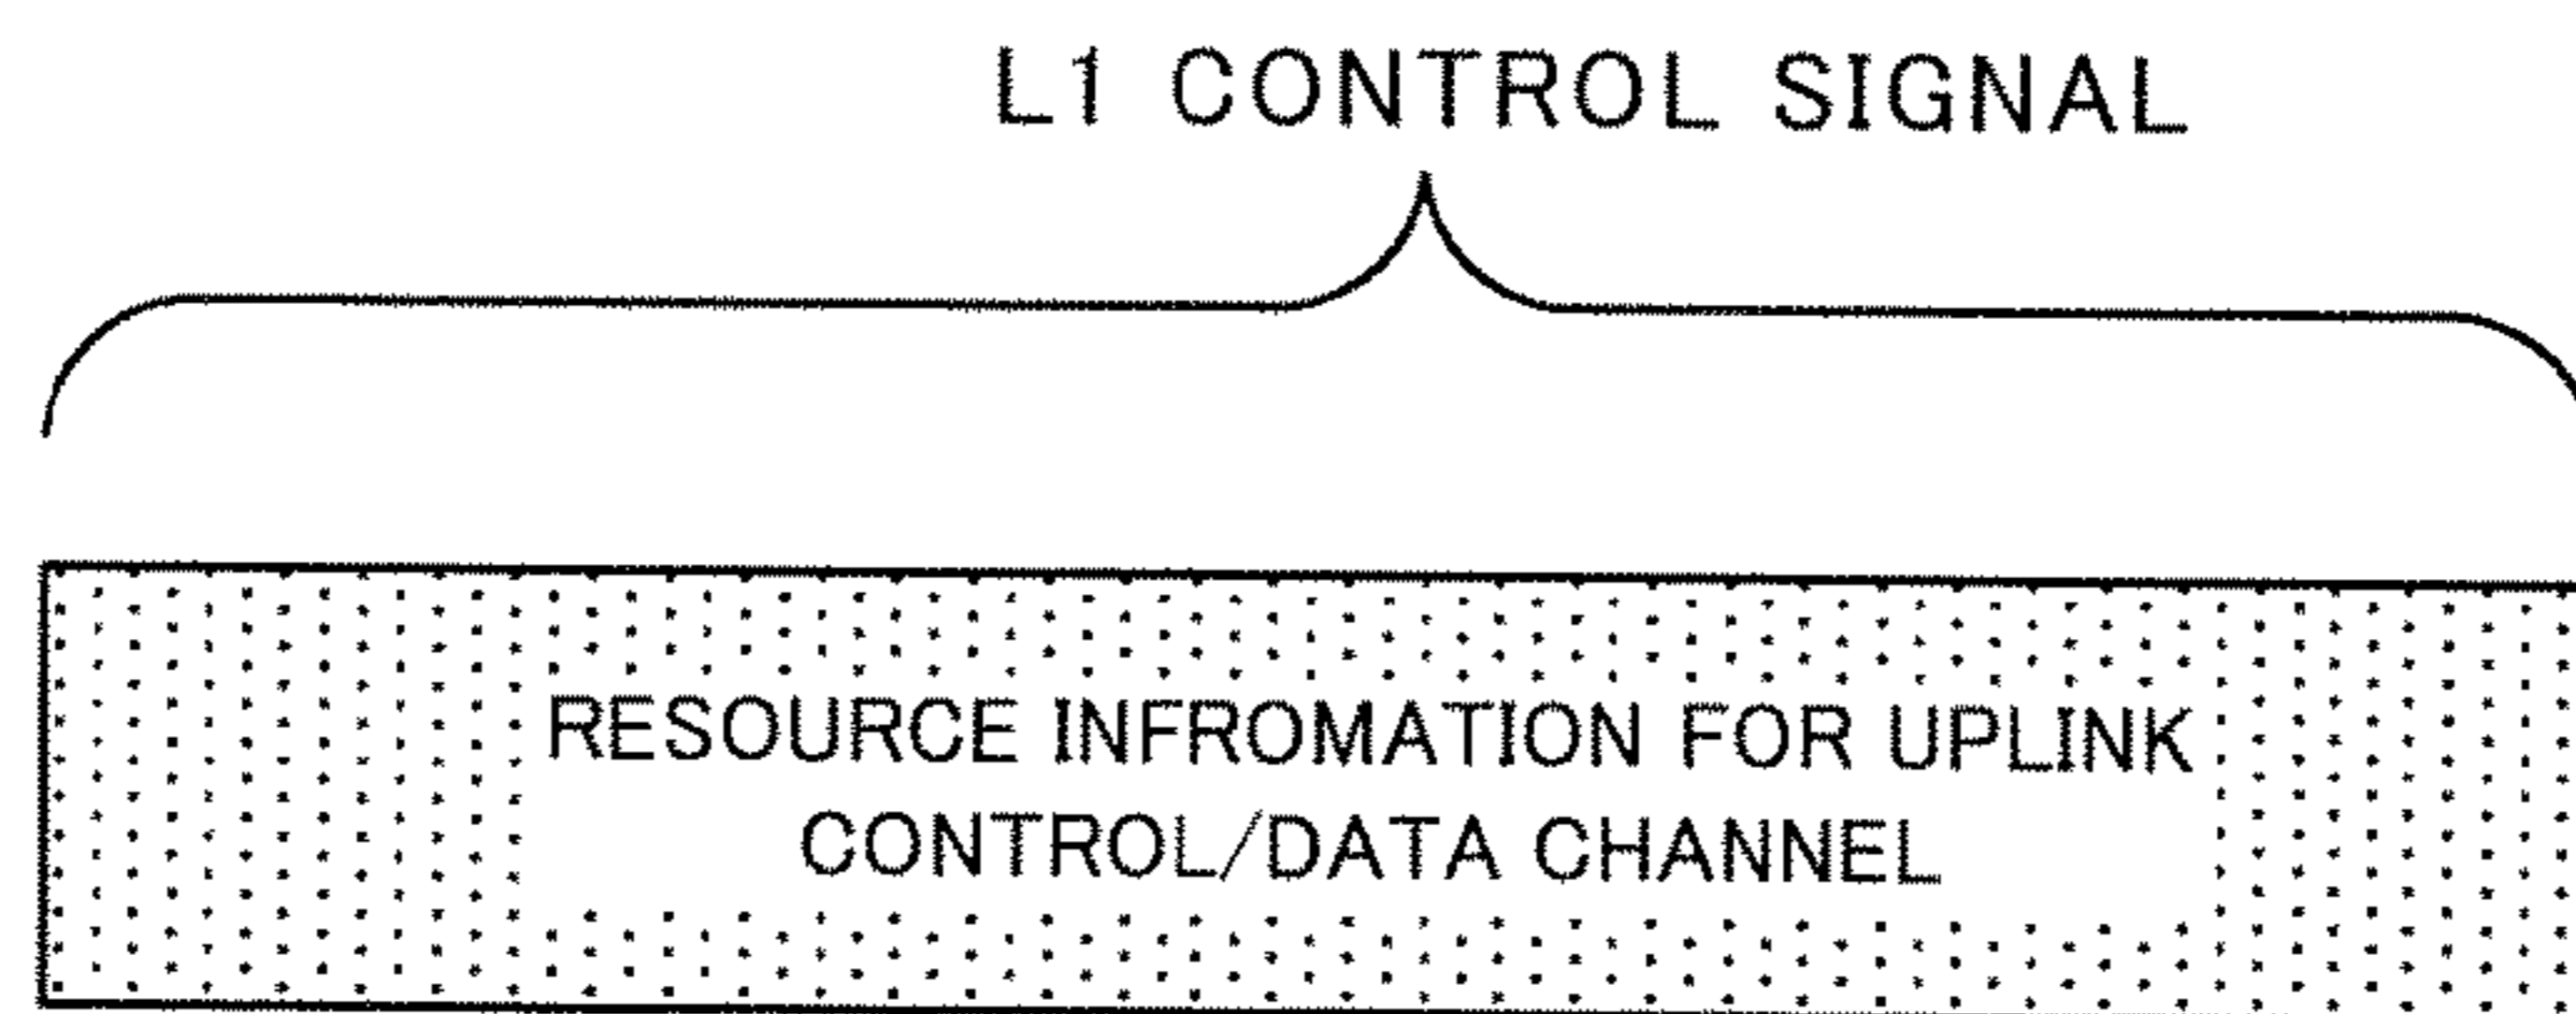 L1 CONTROL SIGNAL
RESOURCE INFROMATION FOR UPLINK
CONTROL/DATA CHANNEL